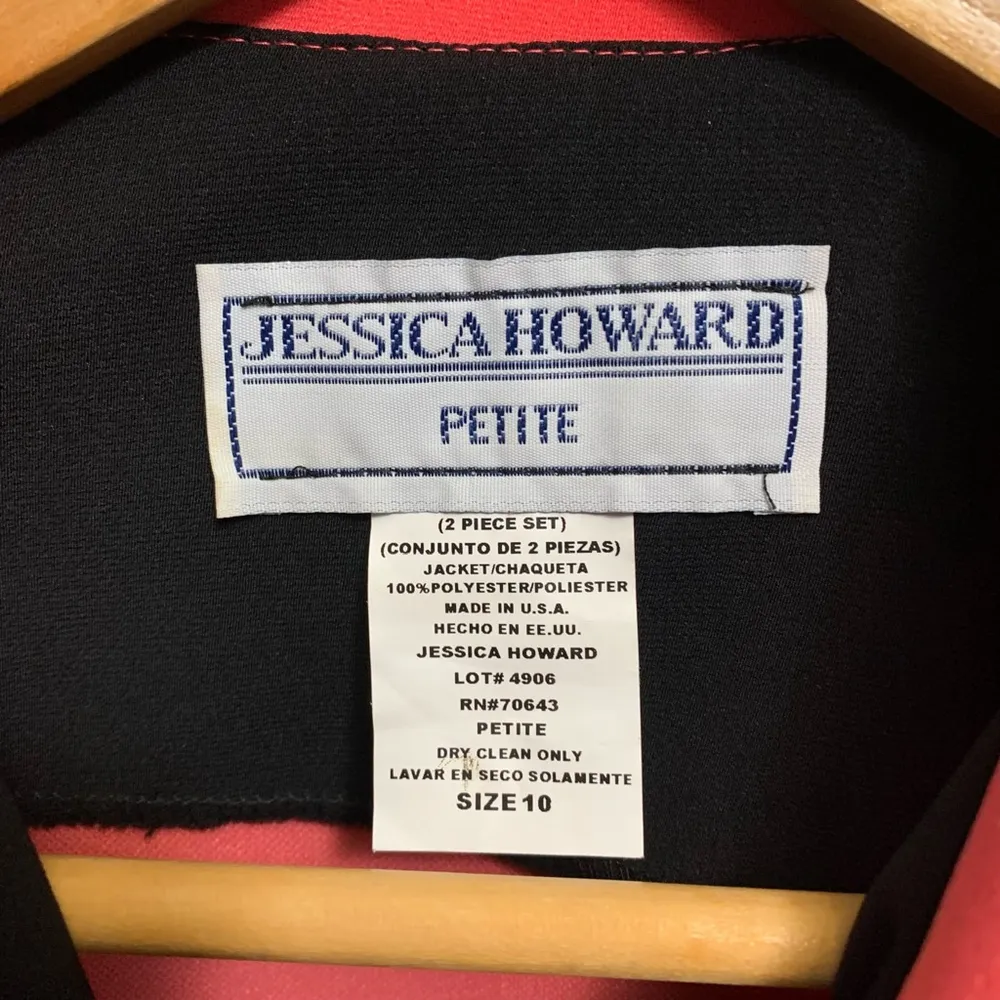 JESSICA HOWARD
PETITE
(2 PIECE SET)
(CONJUNTO DE 2 PIEZAS)
JACKET/CHAQUETA
100%POLYESTER/POLIESTER
MADE IN U.S.A.
HECHO EN EE.UU.
JESSICA HOWARD
LOT# 4906
RN#70643
PETITE
DRY CLEAN ONLY
LAVAR EN SECO SOLAMENTE
SIZE 10